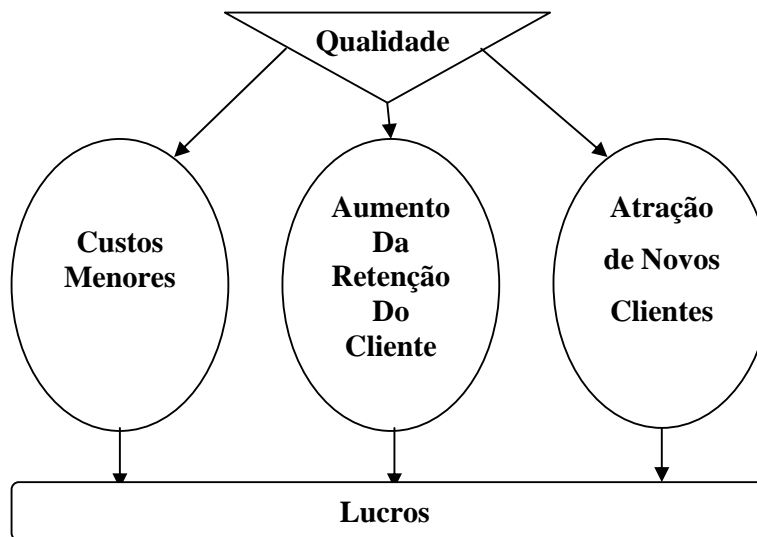 Qualidade
Custos
Menores
Aumento
Da
Retenção
Do
Cliente
Atração
de Novos
Clientes
Lucros